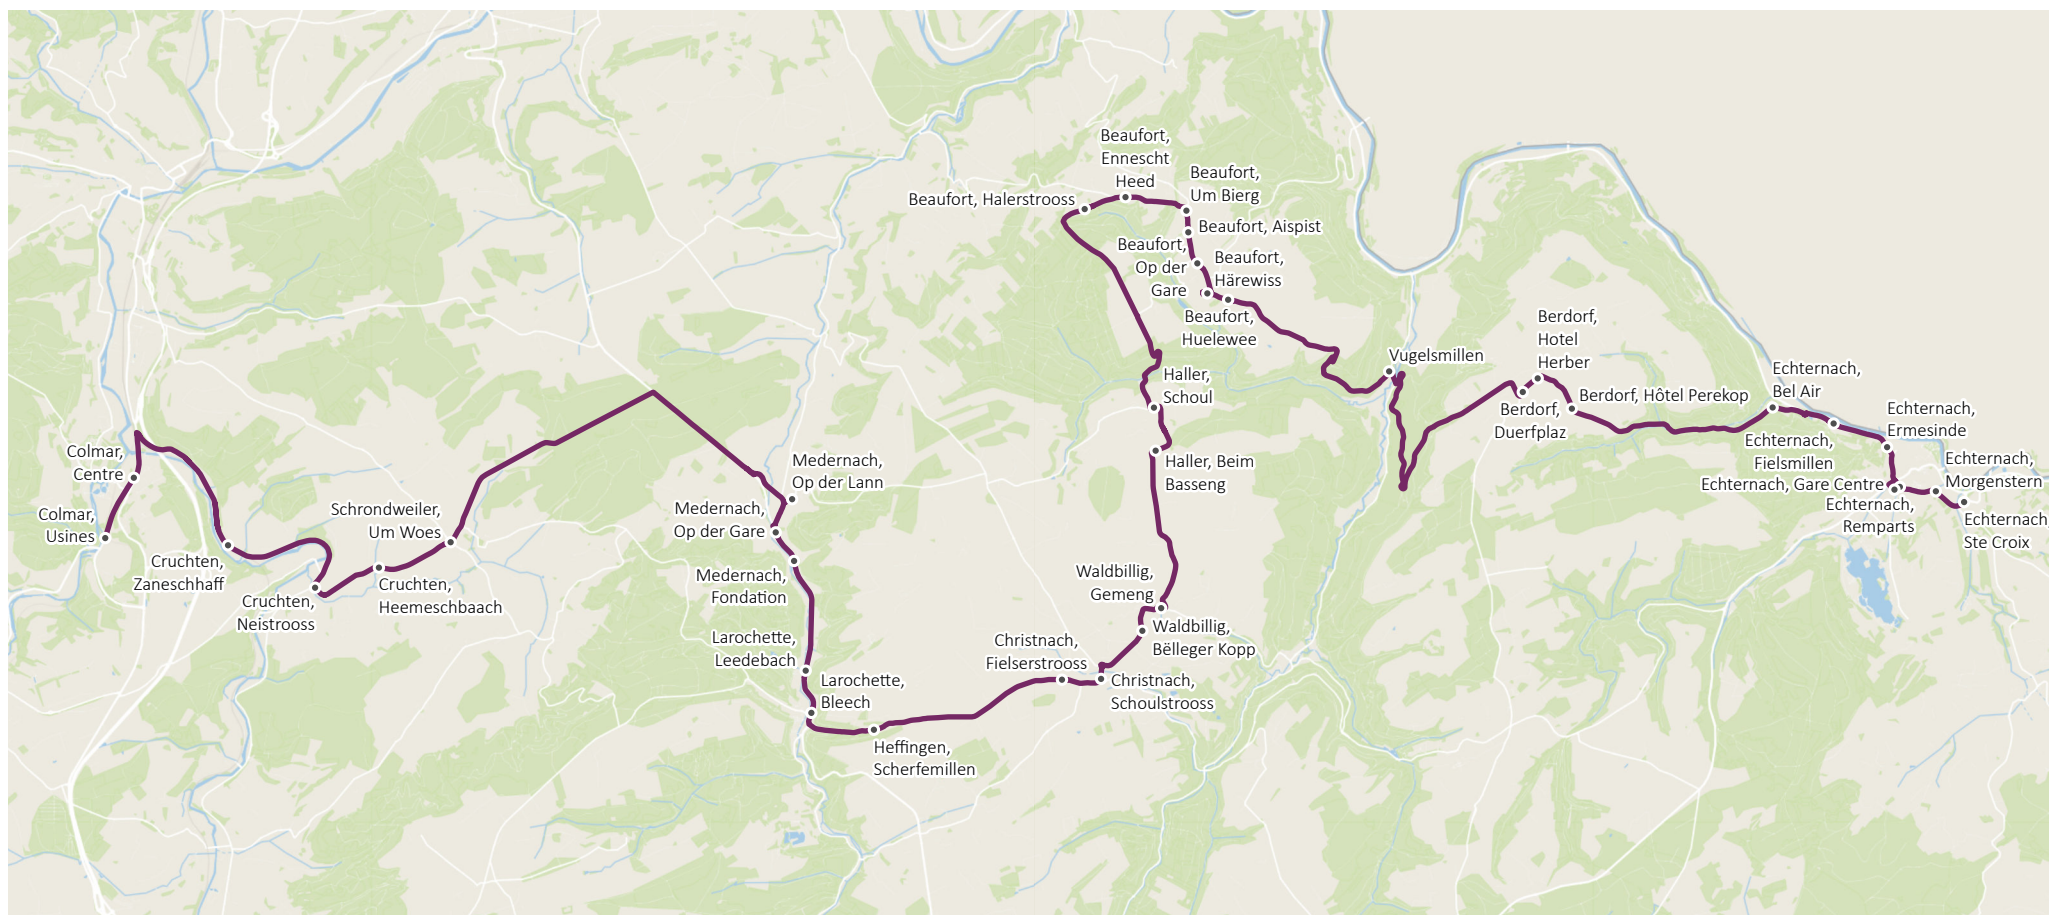 Beaufort,
Ennescht
Heed
Beaufort,
Um Bierg
Beaufort, Halerstrooss
Beaufort, Aispist
Beaufort,
Op der
Gare
Beaufort,
Härewiss
Beaufort,
Huelewee
Vugelsmillen
Berdorf,
Hotel
Herber
Berdorf,
Duerfplaz
Berdorf, Hôtel Perekop
Echternach,
Bel Air
Echternach,
Fielsmillen
Echternach,
Ermesinde
Echternach, Gare Centre
Echternach,
Remparts
Echternach,
Morgenstern
Echternach,
Ste Croix
Haller,
Schoul
Haller, Beim
Basseng
Waldbillig,
Gemeng
Waldbillig,
Bëlleger Kopp
Christnach,
Fielserstrooss
Christnach,
Schoulstrooss
Heffingen,
Scherfemillen
Larochette,
Bleech
Larochette,
Leedebach
Medernach,
Fondation
Medernach,
Op der Gare
Medernach,
Op der Lann
Schrondweiler,
Um Woes
Cruchten,
Heemeschbaach
Cruchten,
Neistrooss
Cruchten,
Zaneschhaff
Colmar,
Centre
Colmar,
Usines